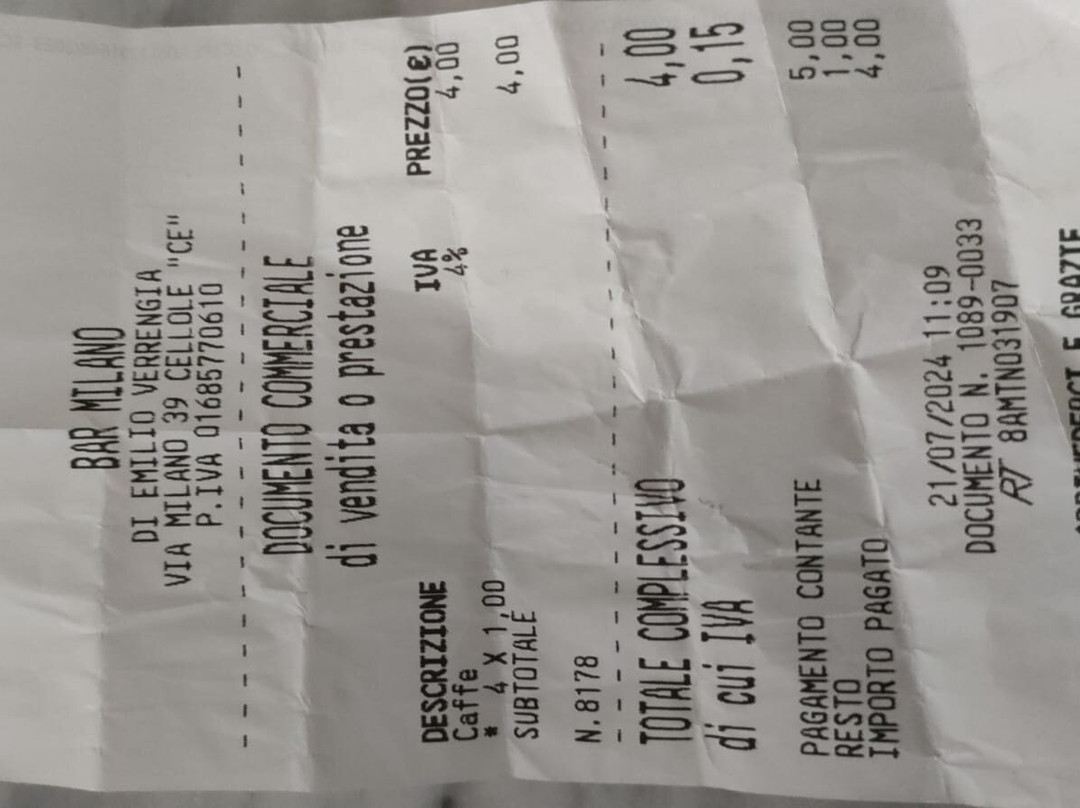 BAR MILANO
DI EMILIO VERRENGIA
VIA MILANO 39 CELLOLE "CE"
P.IVA 01685770610
DOCUMENTO COMMERCIALE
di vendita o prestazione
DESCRIZIONE IVA PREZZO(€)
Caffe 4% 4,00
* 4 X 1,00
SUBTOTALE 4,00
N.8178
TOTALE COMPLESSIVO 4,00
di cui IVA 0,15
PAGAMENTO CONTANTE 5,00
RESTO 1,00
IMPORTO PAGATO 4,00
21/07/2024 11:09
DOCUMENTO N. 1089-0033
RT 8AMTN031907
E GRAZIE